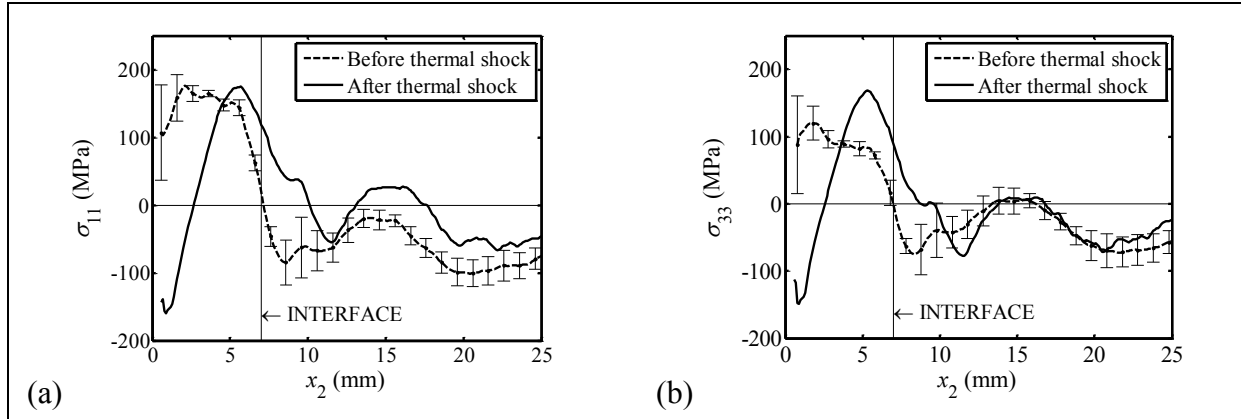 Before thermal shock
After thermal shock
200
100
0
-100
-200
σ11 (MPa)
← INTERFACE
0 5 10 15 20 25
x2 (mm)
(a)
Before thermal shock
After thermal shock
200
100
0
-100
-200
σ33 (MPa)
← INTERFACE
0 5 10 15 20 25
x2 (mm)
(b)